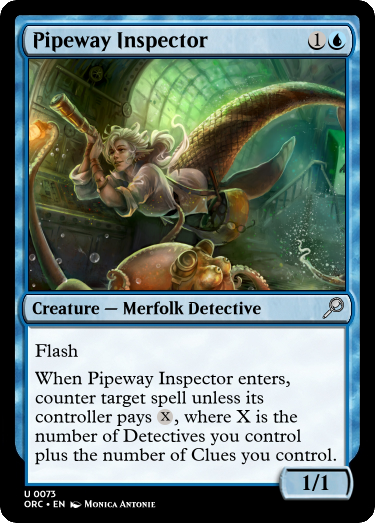 Pipeway Inspector 1
Creature — Merfolk Detective
Flash
When Pipeway Inspector enters,
counter target spell unless its
controller pays X, where X is the
number of Detectives you control
plus the number of Clues you control.
1/1
U 0073
ORC • EN Monica Antonie